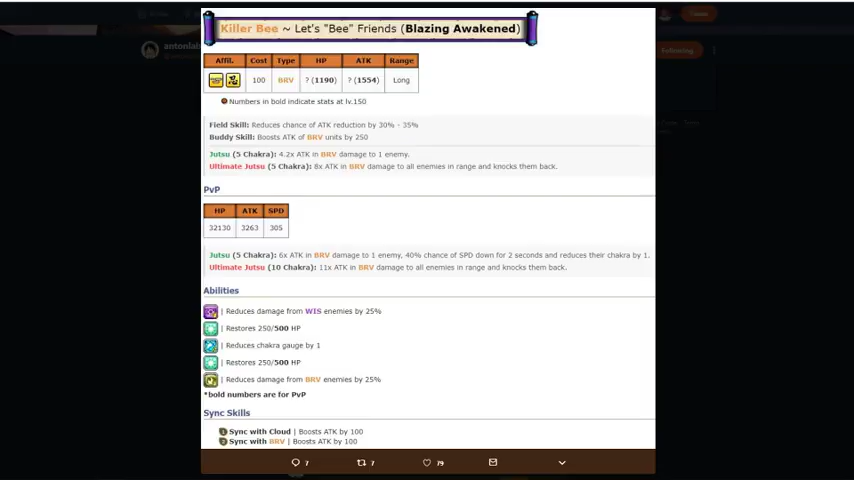 Killer Bee ~ Let's "Bee" Friends (Blazing Awakened)
Affil. Cost Type HP ATK Range
100 BRV ? (1190) ? (1554) Long
Numbers in bold indicate stats at lv.150
Field Skill: Reduces chance of ATK reduction by 30% - 35%
Buddy Skill: Boosts ATK of BRV units by 250
Jutsu (5 Chakra): 4.2x ATK in BRV damage to 1 enemy.
Ultimate Jutsu (5 Chakra): 8x ATK in BRV damage to all enemies in range and knocks them back.
PvP
HP ATK SPD
32130 3263 305
Jutsu (5 Chakra): 6x ATK in BRV damage to 1 enemy, 40% chance of SPD down for 2 seconds and reduces their chakra by 1.
Ultimate Jutsu (10 Chakra): 11x ATK in BRV damage to all enemies in range and knocks them back.
Abilities
| Reduces damage from WIS enemies by 25%
| Restores 250/500 HP
| Reduces chakra gauge by 1
| Restores 250/500 HP
| Reduces damage from BRV enemies by 25%
*bold numbers are for PvP
Sync Skills
Sync with Cloud | Boosts ATK by 100
Sync with BRV | Boosts ATK by 100
7 7 79
Following